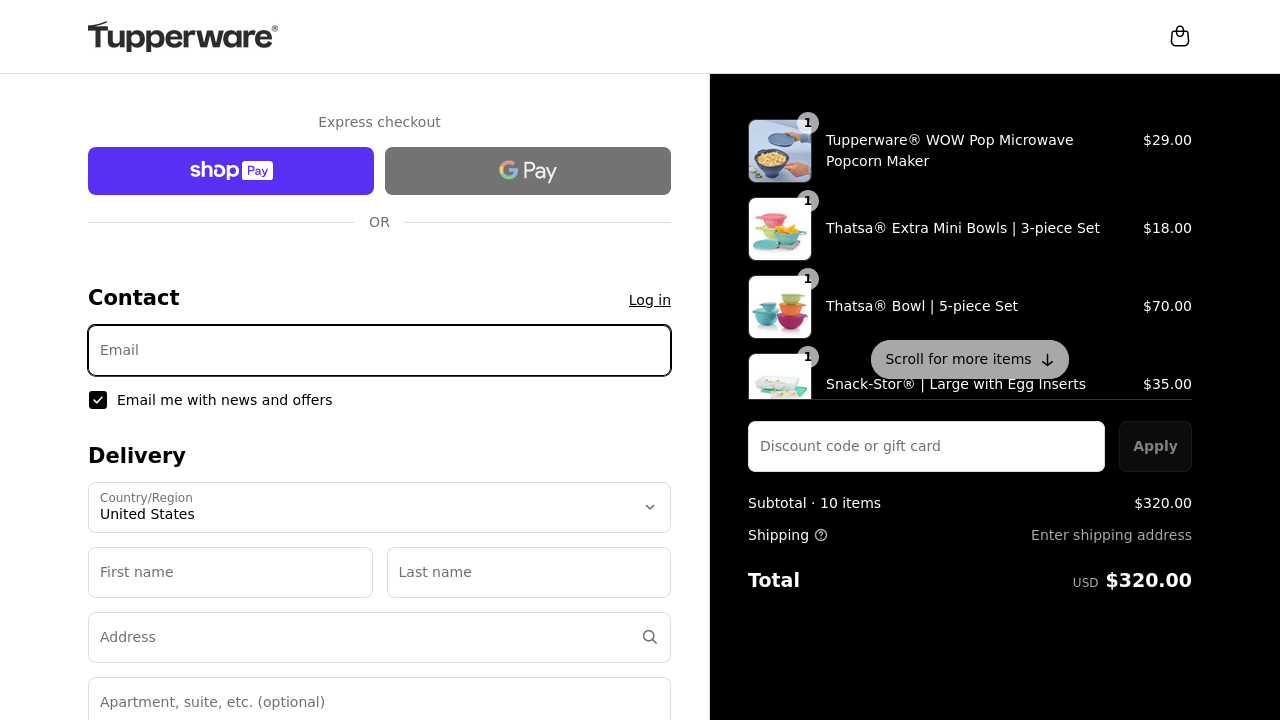 Tupperware®
Express checkout
shop Pay
G Pay
OR
Contact
Log in
Email
Email me with news and offers
Delivery
Country/Region
United States
First name
Last name
Address
Apartment, suite, etc. (optional)
1
Tupperware® WOW Pop Microwave
Popcorn Maker
$29.00
1
Thatsa® Extra Mini Bowls | 3-piece Set
$18.00
1
Thatsa® Bowl | 5-piece Set
$70.00
Scroll for more items
1
Snack-Stor® | Large with Egg Inserts
$35.00
Discount code or gift card
Apply
Subtotal · 10 items
$320.00
Shipping
Enter shipping address
Total
USD $320.00